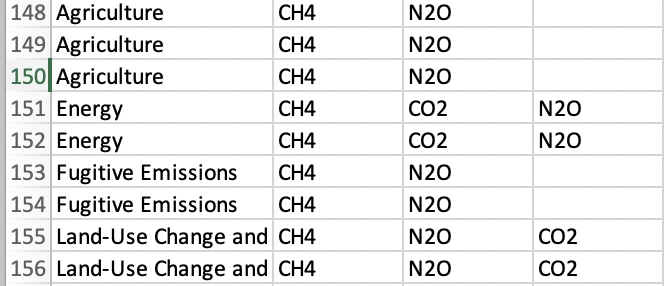 148 Agriculture CH4 N2O
149 Agriculture CH4 N2O
150 Agriculture CH4 N2O
151 Energy CH4 CO2 N2O
152 Energy CH4 CO2 N2O
153 Fugitive Emissions CH4 N2O
154 Fugitive Emissions CH4 N2O
155 Land-Use Change and CH4 N2O CO2
156 Land-Use Change and CH4 N2O CO2